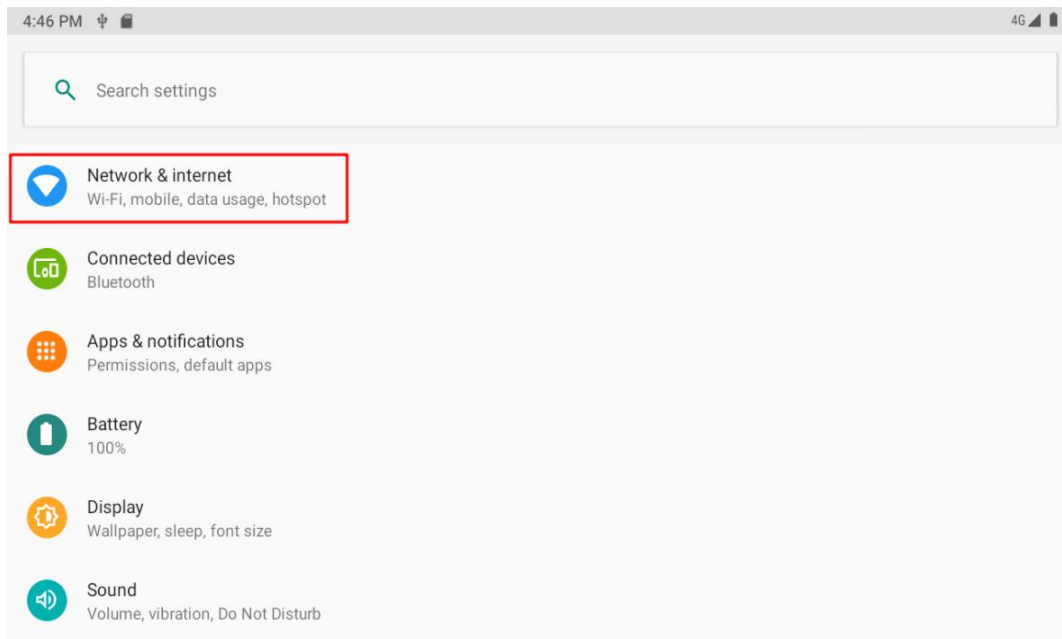 4:46 PM
4G
Search settings
Network & internet
Wi-Fi, mobile, data usage, hotspot
Connected devices
Bluetooth
Apps & notifications
Permissions, default apps
Battery
100%
Display
Wallpaper, sleep, font size
Sound
Volume, vibration, Do Not Disturb